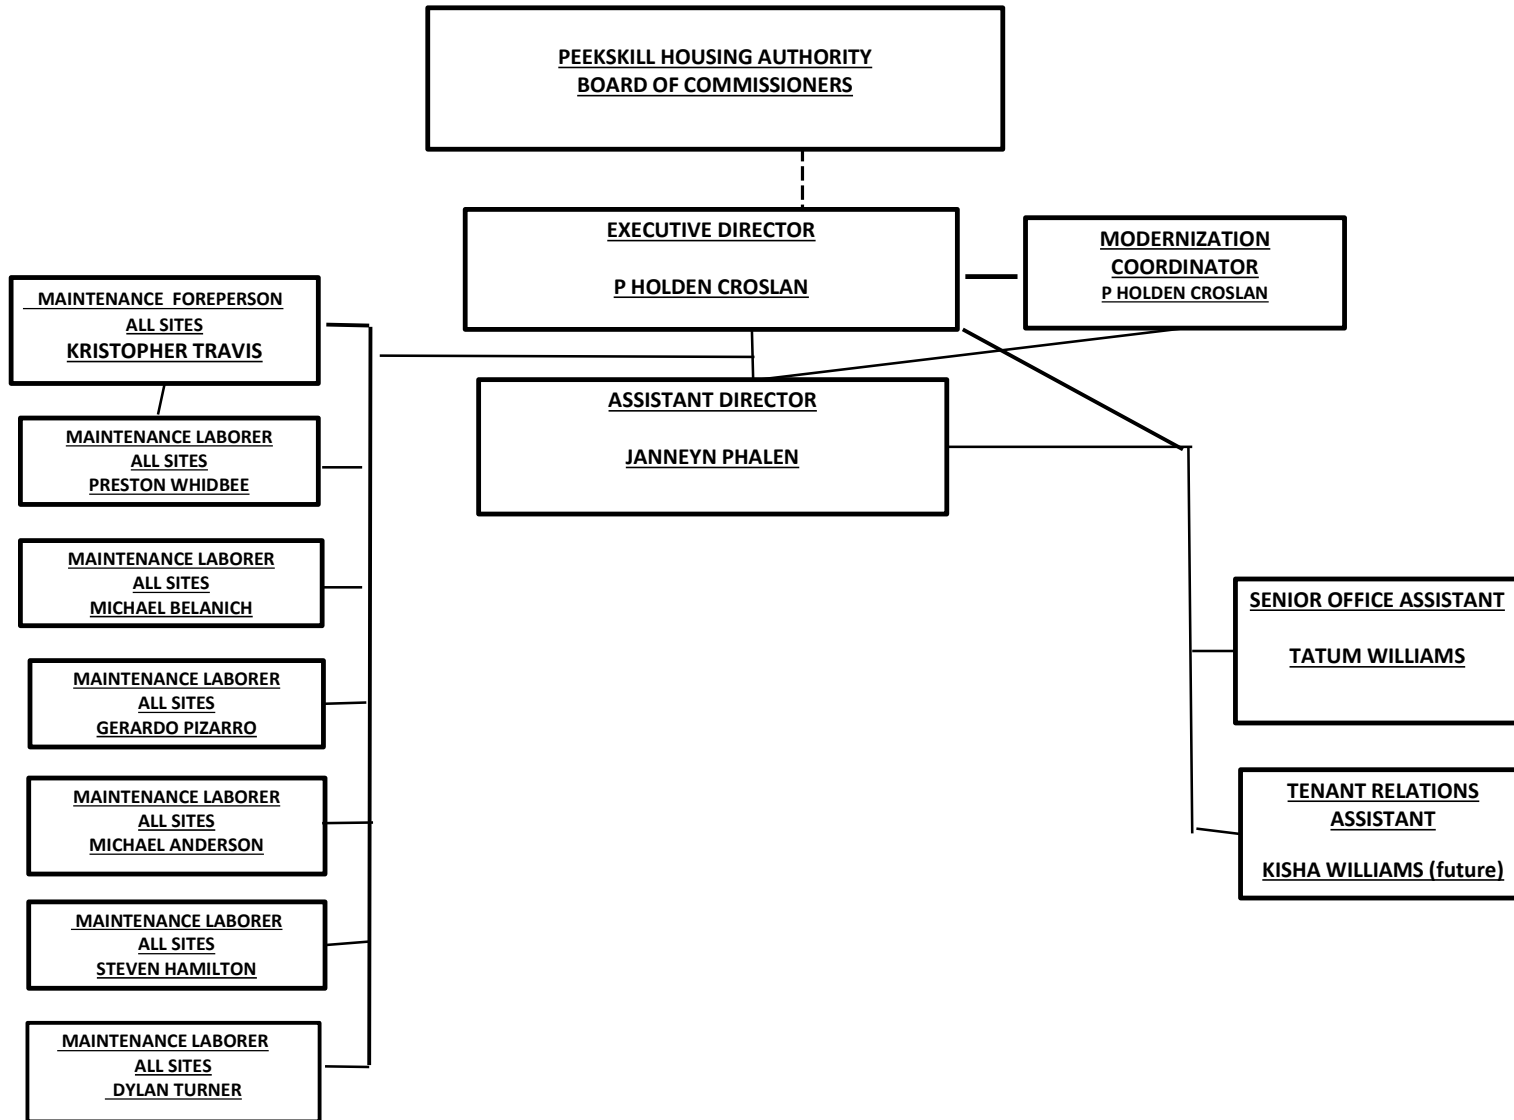 PEEKSKILL HOUSING AUTHORITY
BOARD OF COMMISSIONERS
EXECUTIVE DIRECTOR
P HOLDEN CROSLAN
MODERNIZATION
COORDINATOR
P HOLDEN CROSLAN
MAINTENANCE FOREPERSON
ALL SITES
KRISTOPHER TRAVIS
ASSISTANT DIRECTOR
JANNEYN PHALEN
MAINTENANCE LABORER
ALL SITES
PRESTON WHIDBEE
MAINTENANCE LABORER
ALL SITES
MICHAEL BELANICH
MAINTENANCE LABORER
ALL SITES
GERARDO PIZARRO
MAINTENANCE LABORER
ALL SITES
MICHAEL ANDERSON
MAINTENANCE LABORER
ALL SITES
STEVEN HAMILTON
MAINTENANCE LABORER
ALL SITES
DYLAN TURNER
SENIOR OFFICE ASSISTANT
TATUM WILLIAMS
TENANT RELATIONS
ASSISTANT
KISHA WILLIAMS (future)